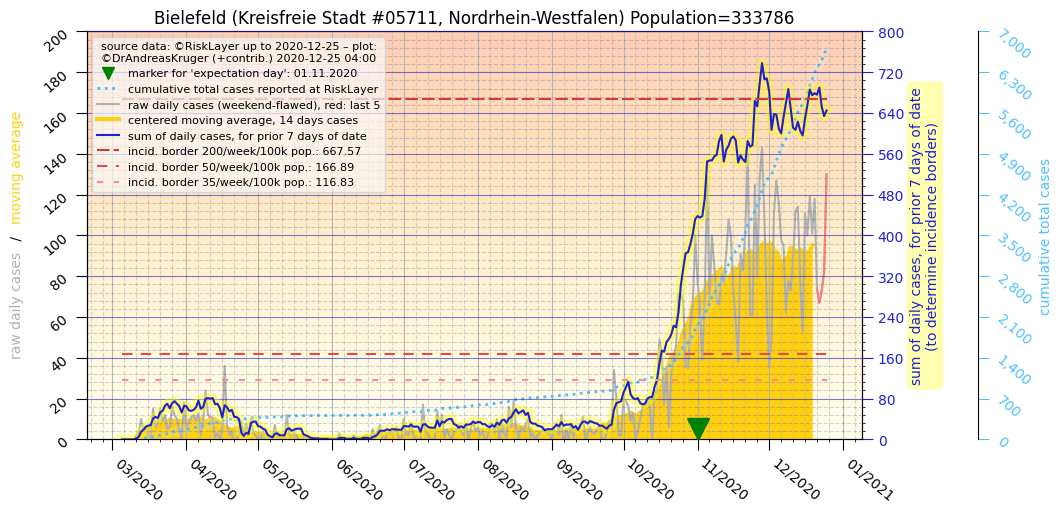 Bielefeld (Kreisfreie Stadt #05711, Nordrhein-Westfalen) Population=333786
source data: ©RiskLayer up to 2020-12-25 – plot:
©DrAndreasKruger (+contrib.) 2020-12-25 04:00
marker for 'expectation day': 01.11.2020
cumulative total cases reported at RiskLayer
raw daily cases (weekend-flawed), red: last 5
centered moving average, 14 days cases
sum of daily cases, for prior 7 days of date
incid. border 200/week/100k pop.: 667.57
incid. border 50/week/100k pop.: 166.89
incid. border 35/week/100k pop.: 116.83
raw daily cases / moving average
200
180
160
140
120
100
80
60
40
20
0
03/2020
04/2020
05/2020
06/2020
07/2020
08/2020
09/2020
10/2020
11/2020
12/2020
01/2021
800
720
640
560
480
400
320
240
160
80
0
sum of daily cases, for prior 7 days of date
(to determine incidence borders)
7,000
6,300
5,600
4,900
4,200
3,500
2,800
2,100
1,400
700
0
cumulative total cases